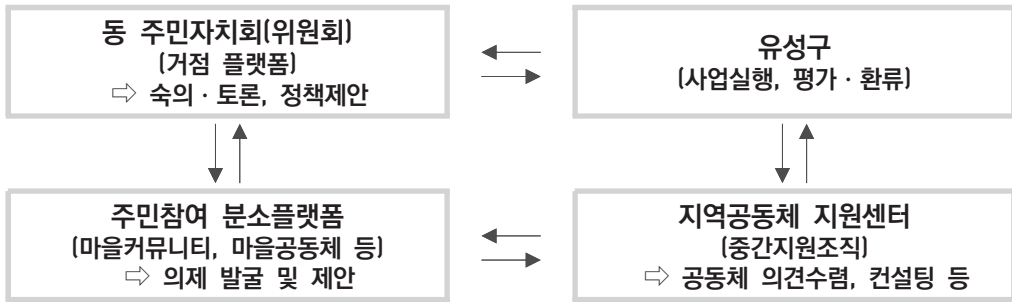 동 주민자치회(위원회)
(거점 플랫폼)
⇨ 숙의·토론, 정책제안
유성구
(사업실행, 평가·환류)
주민참여 분소플랫폼
(마을커뮤니티, 마을공동체 등)
⇨ 의제 발굴 및 제안
지역공동체 지원센터
(중간지원조직)
⇨ 공동체 의견수렴, 컨설팅 등